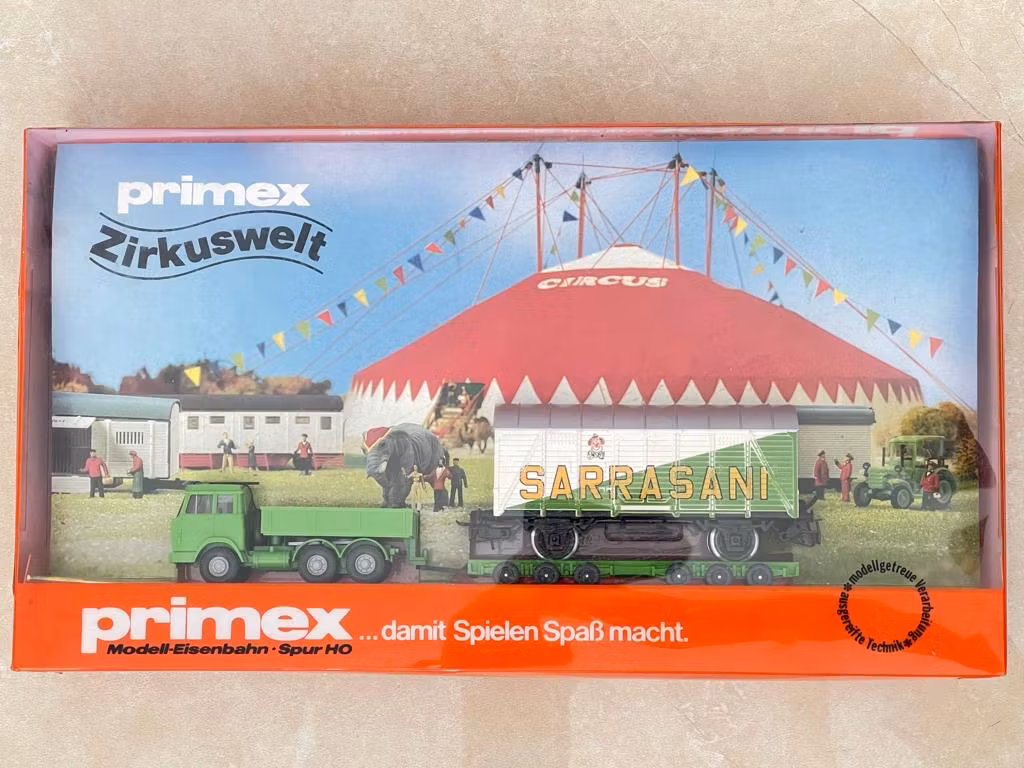 primex
Zirkuswelt
CIRCUS
SARRASANI
primex
...damit Spielen Spaß macht.
Modell-Eisenbahn · Spur HO
modellgetreue Verarbeitung * ausgereifte Technik *